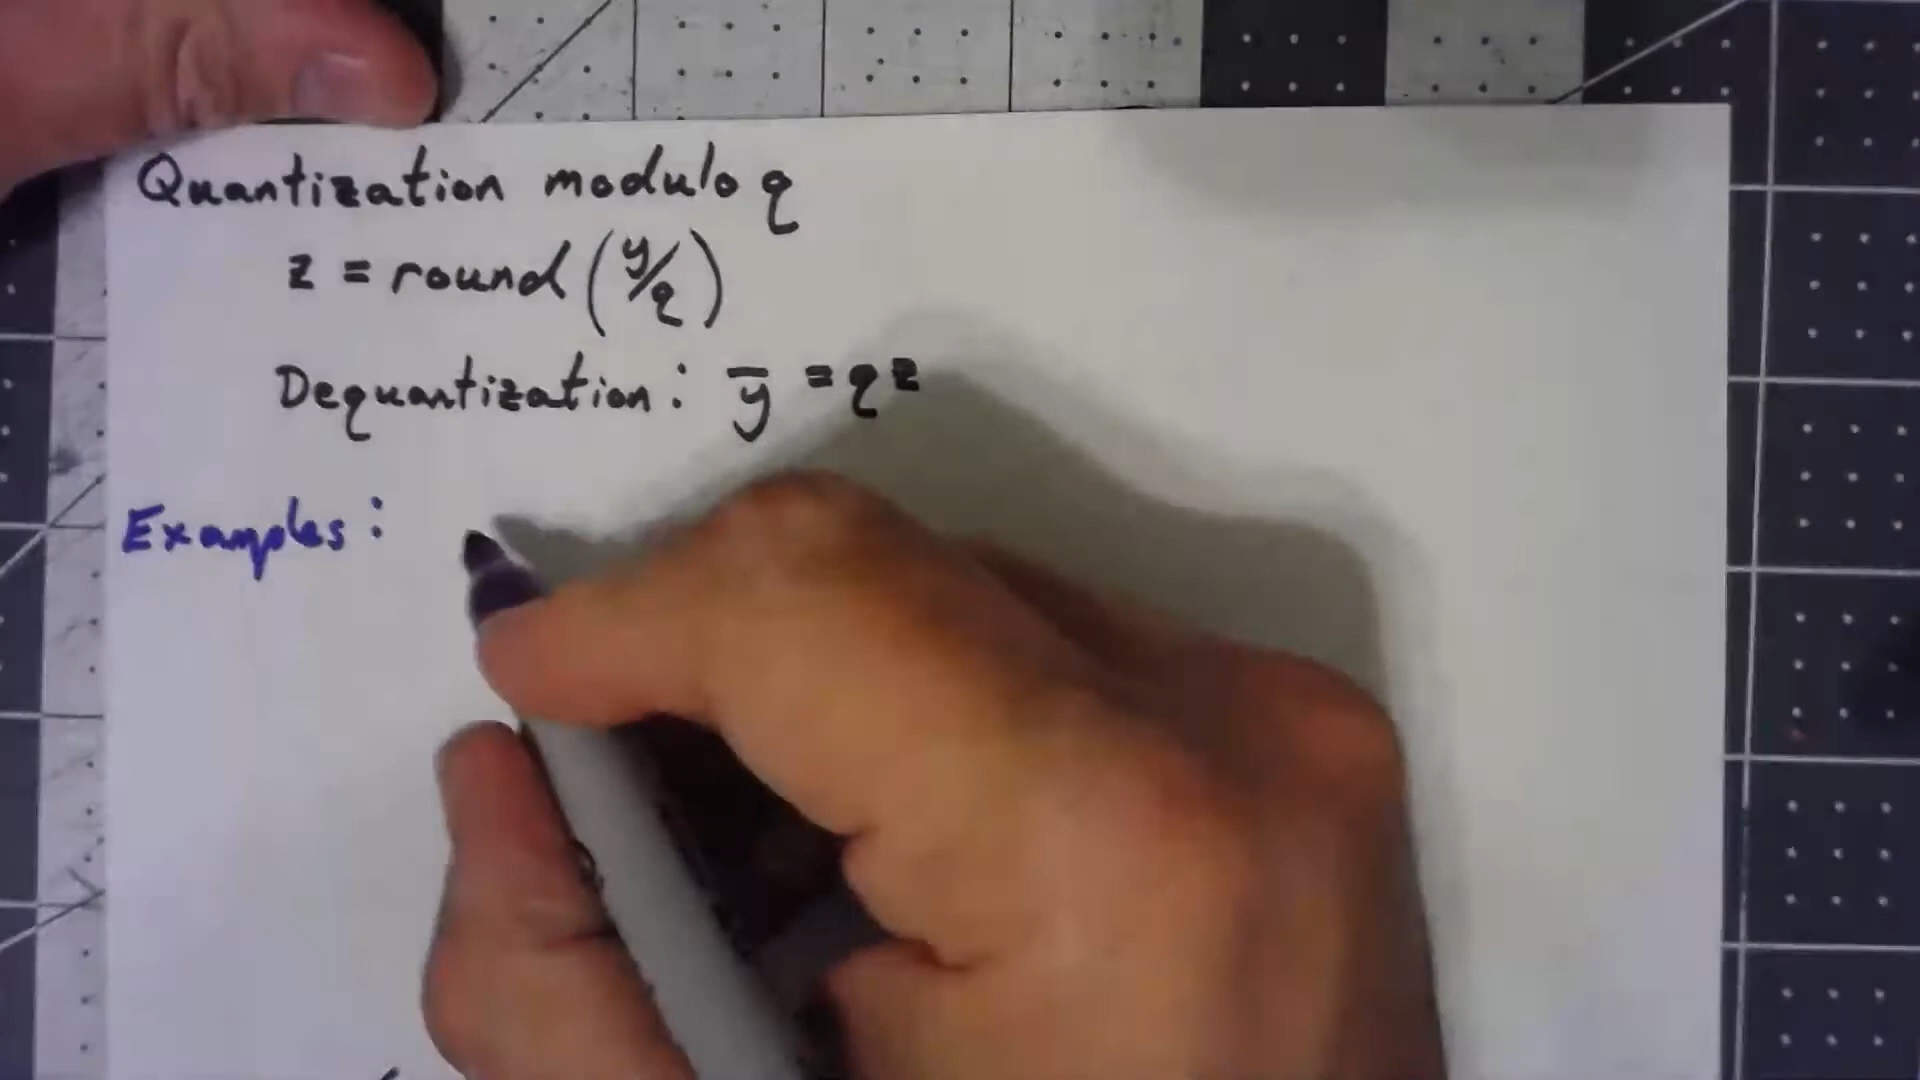 Quantization modulo q
z = round (y/q)
Dequantization: y̅ = qz
Examples: